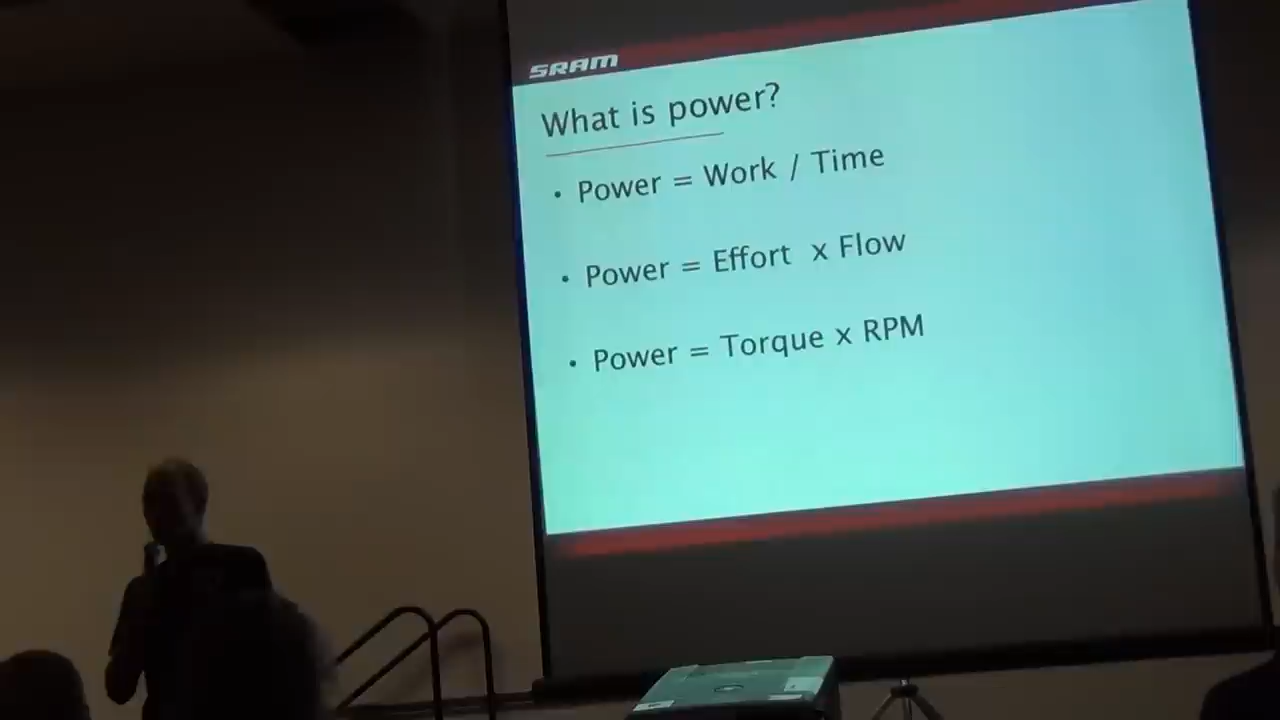 SRAM
What is power?
• Power = Work / Time
• Power = Effort x Flow
• Power = Torque x RPM